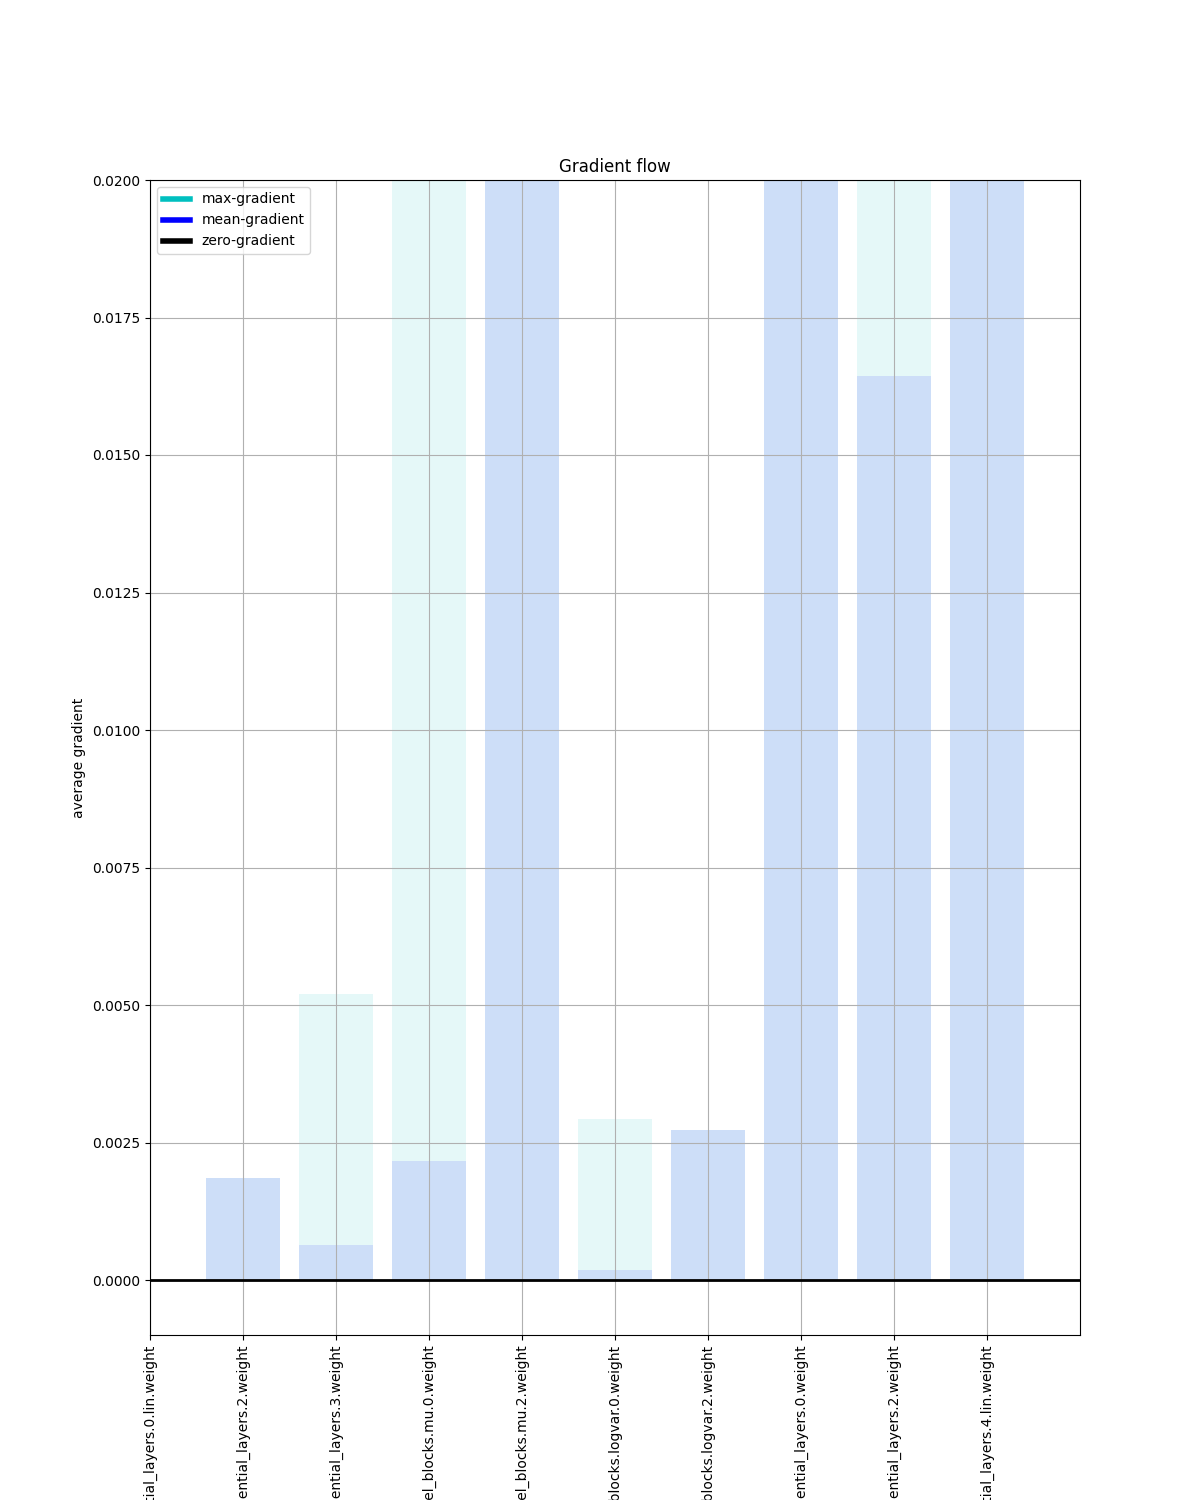 Gradient flow
max-gradient
mean-gradient
zero-gradient
0.0200
0.0175
0.0150
0.0125
0.0100
0.0075
0.0050
0.0025
0.0000
average gradient
tial_layers.0.lin.weight
ential_layers.2.weight
ential_layers.3.weight
el_blocks.mu.0.weight
el_blocks.mu.2.weight
blocks.logvar.0.weight
blocks.logvar.2.weight
ential_layers.0.weight
ential_layers.2.weight
tial_layers.4.lin.weight